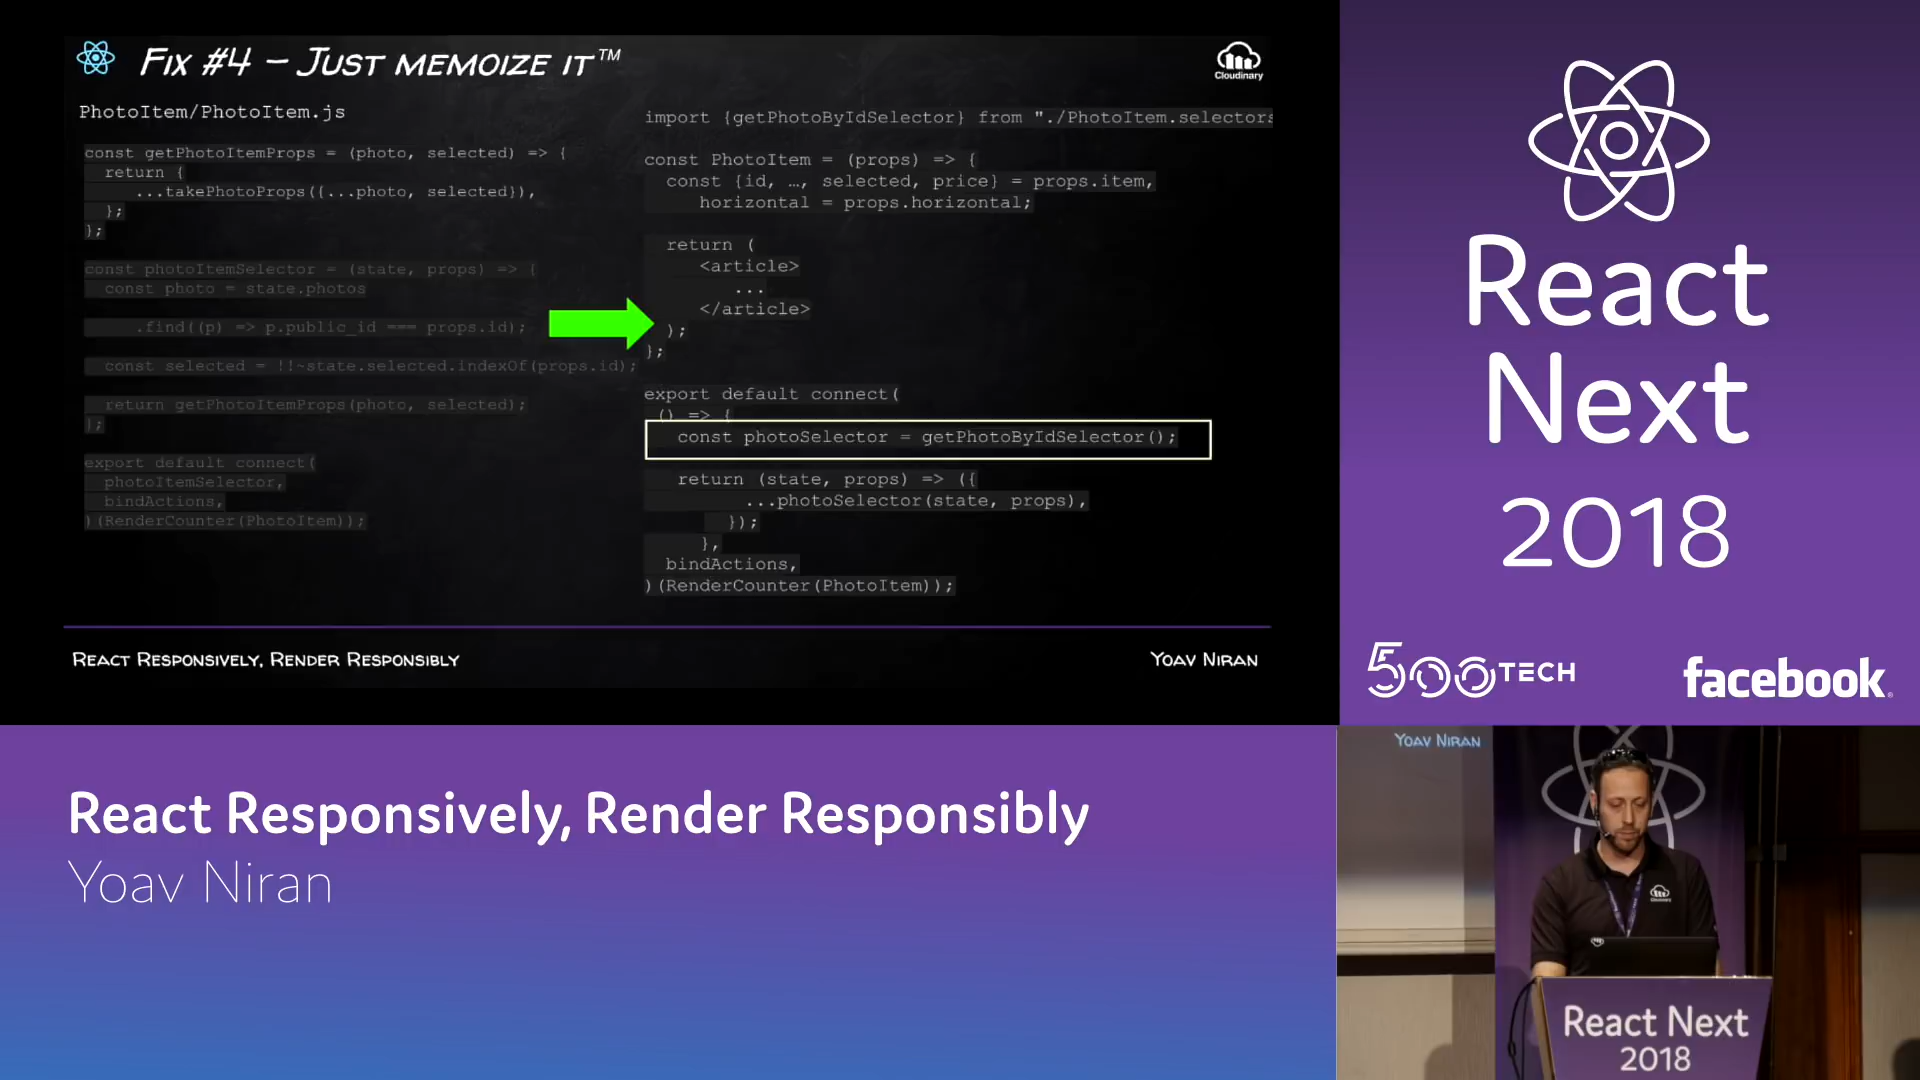 Fix #4 – Just memoize it™
Cloudinary
PhotoItem/PhotoItem.js
const getPhotoItemProps = (photo, selected) => {
return {
...takePhotoProps({...photo, selected}),
};
};
const photoItemSelector = (state, props) => {
const photo = state.photos
.find((p) => p.public_id === props.id);
const selected = !!~state.selected.indexOf(props.id);
return getPhotoItemProps(photo, selected);
};
export default connect(
photoItemSelector,
bindActions,
)(RenderCounter(PhotoItem));
import {getPhotoByIdSelector} from "./PhotoItem.selectors
const PhotoItem = (props) => {
const {id, …, selected, price} = props.item,
horizontal = props.horizontal;
return (
<article>
...
</article>
);
};
export default connect(
() => {
const photoSelector = getPhotoByIdSelector();
return (state, props) => ({
...photoSelector(state, props),
});
},
bindActions,
)(RenderCounter(PhotoItem));
React Responsively, Render Responsibly
Yoav Niran
React
Next
2018
500TECH
facebook
React Responsively, Render Responsibly
Yoav Niran
Yoav Niran
React Next
2018